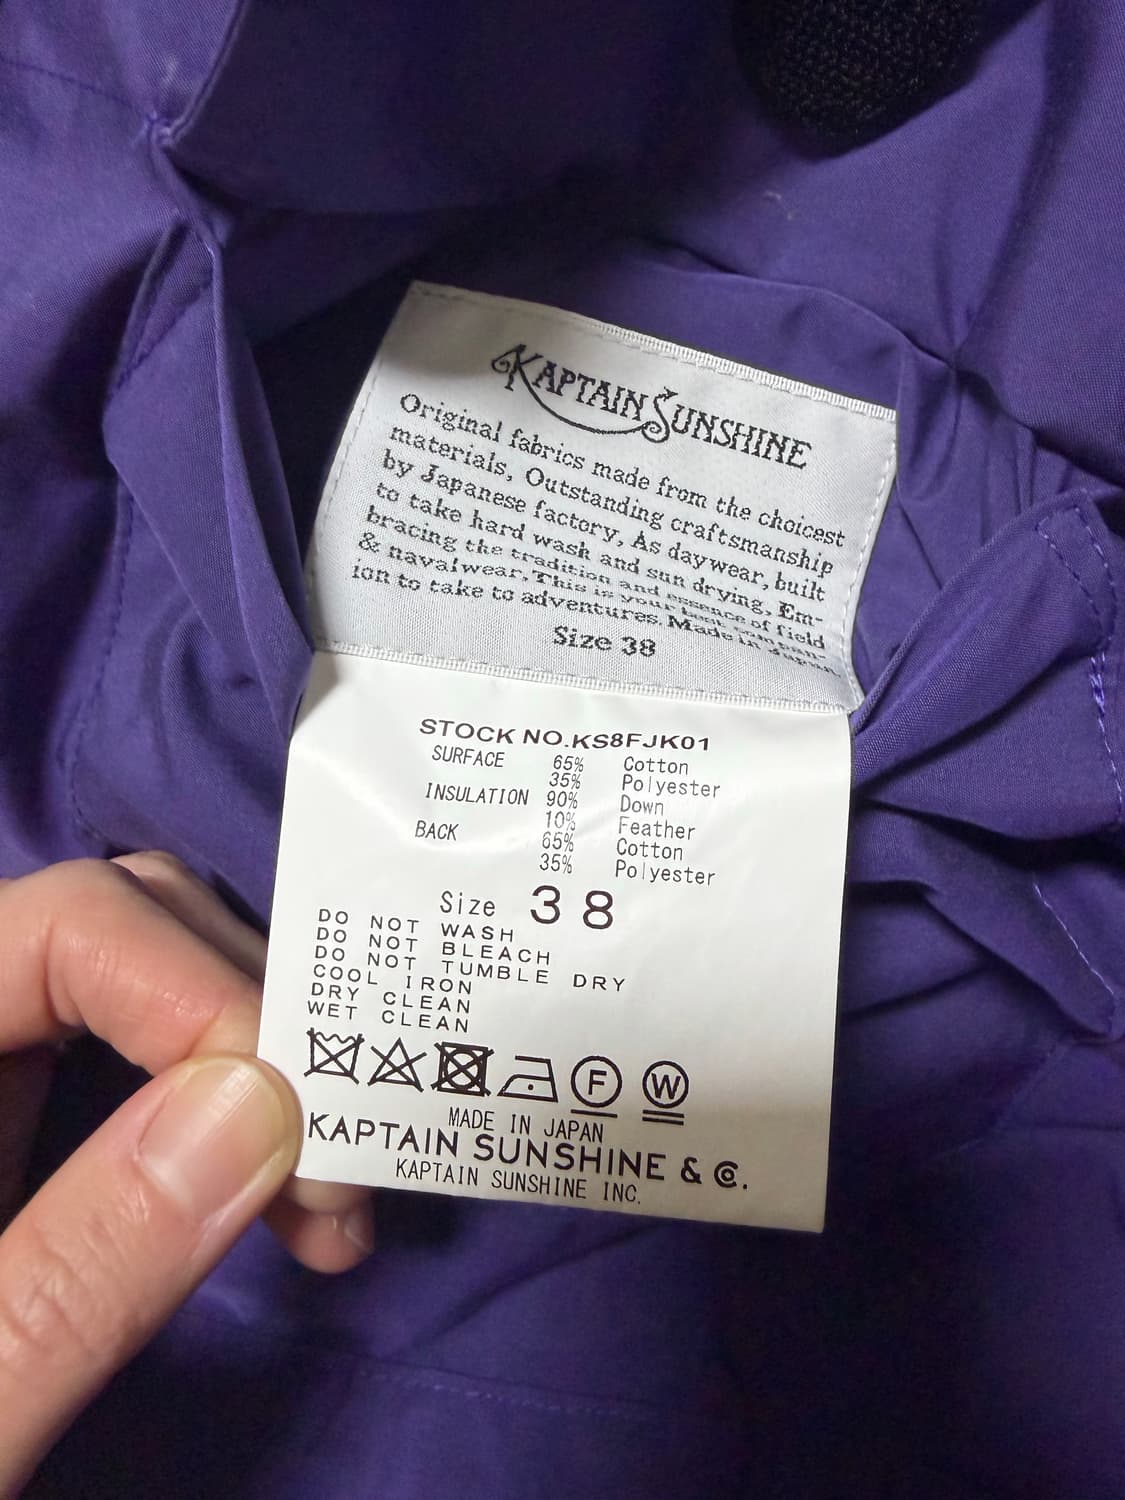 KAPTAIN SUNSHINE
Original fabrics made from the choicest
materials, Outstanding craftsmanship
by Japanese factory, As daywear, built
to take hard wash and sun drying, Em-
bracing the tradition and essence of field
& navalwear. This is your best compan-
ion to take to adventures. Made in Japan.
Size 38
STOCK NO.KS8FJK01
SURFACE 65% Cotton
35% Polyester
INSULATION 90% Down
10% Feather
BACK 65% Cotton
35% Polyester
Size 38
DO NOT WASH
DO NOT BLEACH
DO NOT TUMBLE DRY
COOL IRON
DRY CLEAN
WET CLEAN
F W
MADE IN JAPAN
KAPTAIN SUNSHINE & Co.
KAPTAIN SUNSHINE INC.